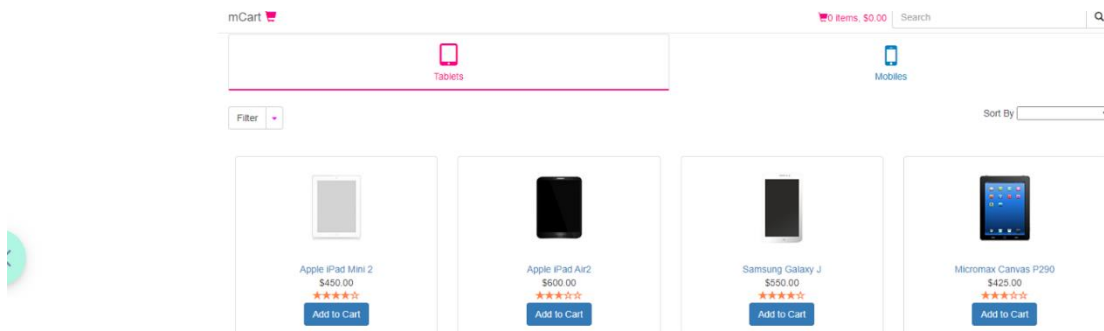 mCart
0 items, $0.00 Search
Tablets
Mobiles
Filter
Sort By
Apple iPad Mini 2
$450.00
Add to Cart
Apple iPad Air2
$600.00
Add to Cart
Samsung Galaxy J
$550.00
Add to Cart
Micromax Canvas P290
$425.00
Add to Cart